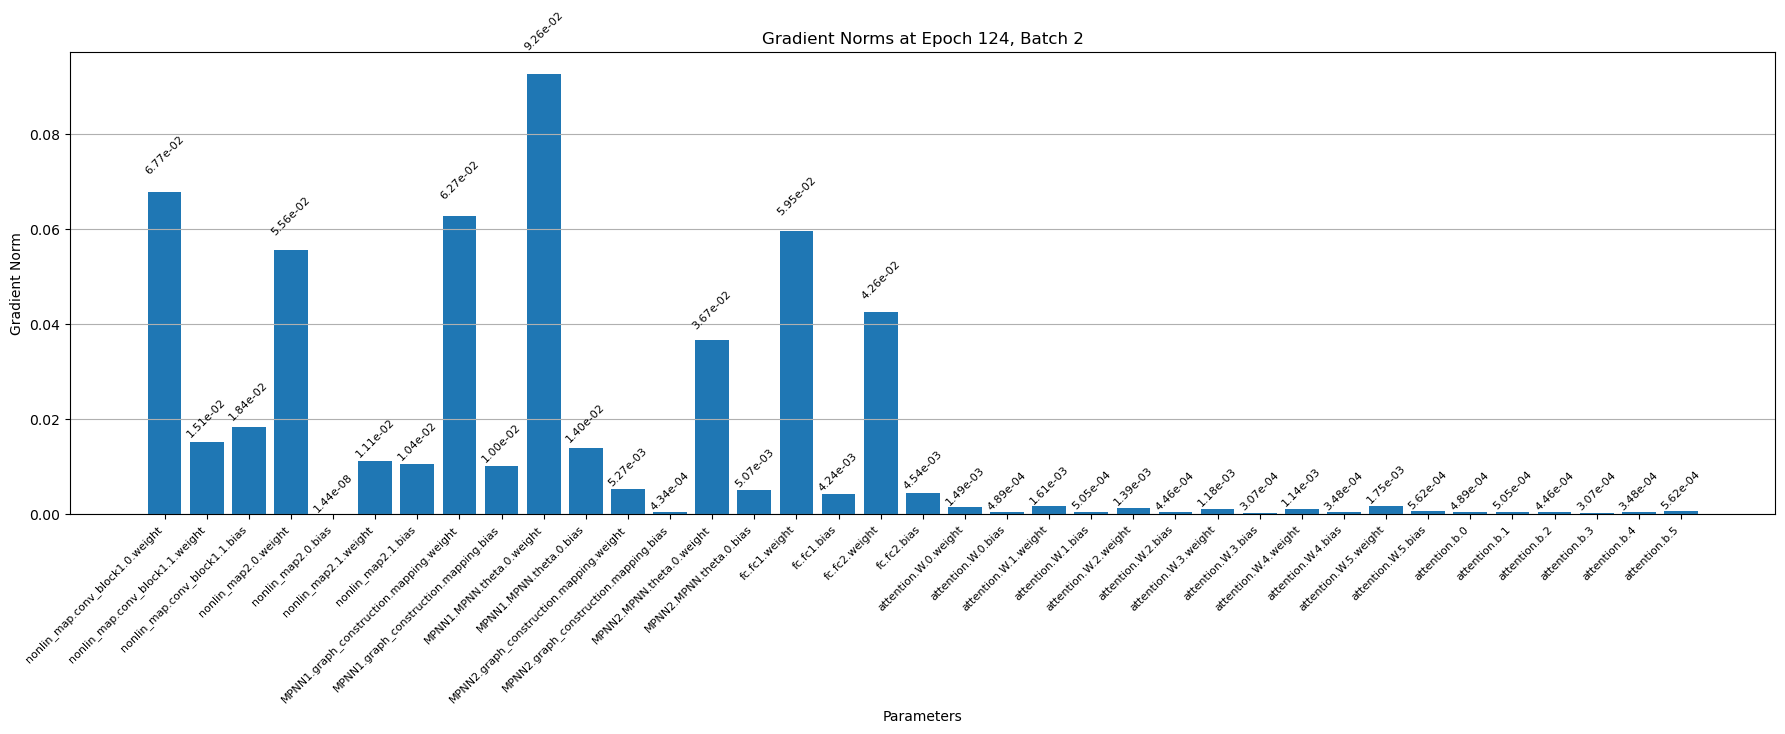 Gradient Norms at Epoch 124, Batch 2
Gradient Norm
0.08
0.06
0.04
0.02
0.00
6.77e-02
1.51e-02
1.84e-02
5.56e-02
1.44e-08
1.11e-02
1.04e-02
6.27e-02
1.00e-02
9.26e-02
1.40e-02
5.27e-03
4.34e-04
3.67e-02
5.07e-03
5.95e-02
4.24e-03
4.26e-02
4.54e-03
1.49e-03
4.89e-04
1.61e-03
5.05e-04
1.39e-03
4.46e-04
1.18e-03
3.07e-04
1.14e-03
3.48e-04
1.75e-03
5.62e-04
4.89e-04
5.05e-04
4.46e-04
3.07e-04
3.48e-04
5.62e-04
nonlin_map.conv_block1.0.weight
nonlin_map.conv_block1.1.weight
nonlin_map.conv_block1.1.bias
nonlin_map2.0.weight
nonlin_map2.0.bias
nonlin_map2.1.weight
nonlin_map2.1.bias
MPNN1.graph_construction.mapping.weight
MPNN1.graph_construction.mapping.bias
MPNN1.MPNN.theta.0.weight
MPNN1.MPNN.theta.0.bias
MPNN2.graph_construction.mapping.weight
MPNN2.graph_construction.mapping.bias
MPNN2.MPNN.theta.0.weight
MPNN2.MPNN.theta.0.bias
fc.fc1.weight
fc.fc1.bias
fc.fc2.weight
fc.fc2.bias
attention.W.0.weight
attention.W.0.bias
attention.W.1.weight
attention.W.1.bias
attention.W.2.weight
attention.W.2.bias
attention.W.3.weight
attention.W.3.bias
attention.W.4.weight
attention.W.4.bias
attention.W.5.weight
attention.W.5.bias
attention.b.0
attention.b.1
attention.b.2
attention.b.3
attention.b.4
attention.b.5
Parameters